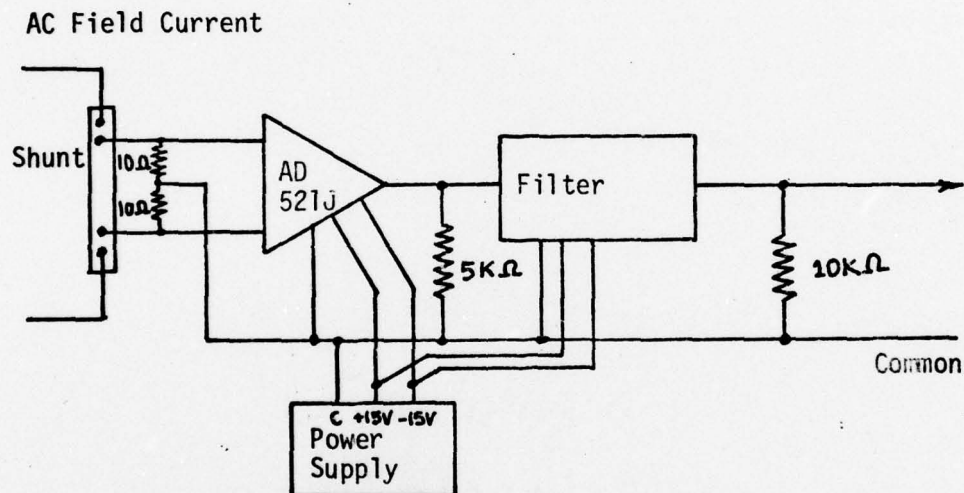 AC Field Current
Shunt
10Ω
10Ω
AD
521J
Filter
5KΩ
10KΩ
Common
C +15V -15V
Power
Supply